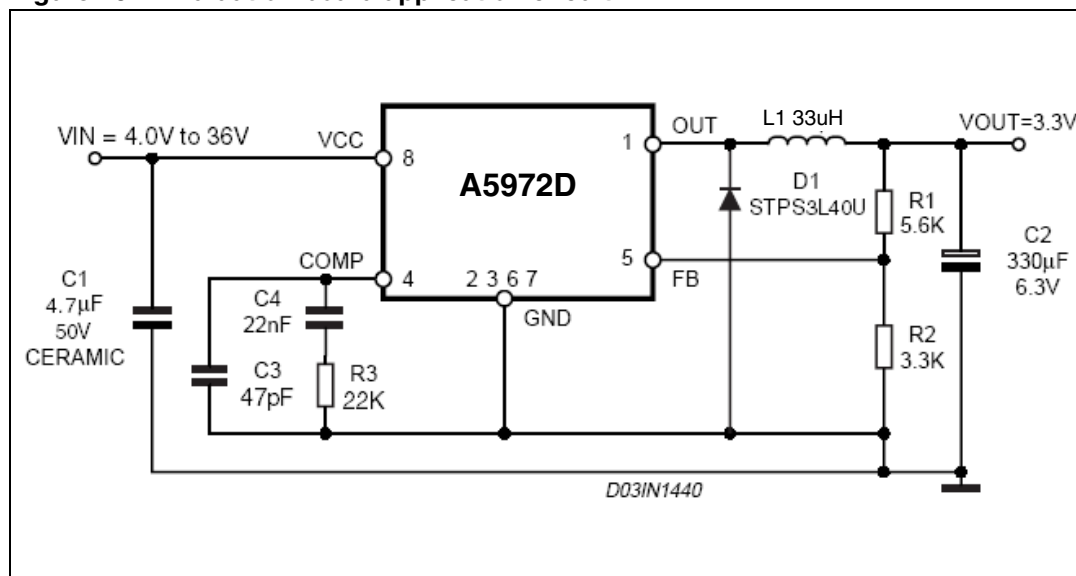 VIN = 4.0V to 36V
VCC
8
A5972D
1
OUT
L1 33uH
VOUT=3.3V
D1
STPS3L40U
R1
5.6K
C2
330µF
6.3V
COMP
4
2 3 6 7
GND
5
FB
C1
4.7µF
50V
CERAMIC
C4
22nF
C3
47pF
R3
22K
R2
3.3K
D03IN1440